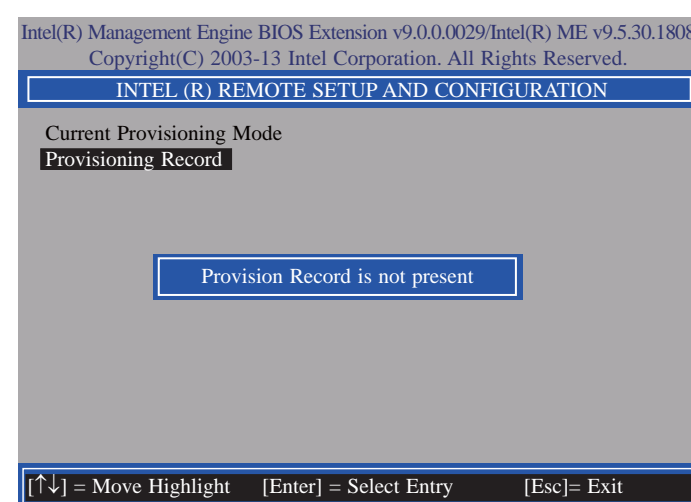 Intel(R) Management Engine BIOS Extension v9.0.0.0029/Intel(R) ME v9.5.30.1808
Copyright(C) 2003-13 Intel Corporation. All Rights Reserved.
INTEL (R) REMOTE SETUP AND CONFIGURATION
Current Provisioning Mode
Provisioning Record
Provision Record is not present
[↑↓] = Move Highlight [Enter] = Select Entry [Esc]= Exit